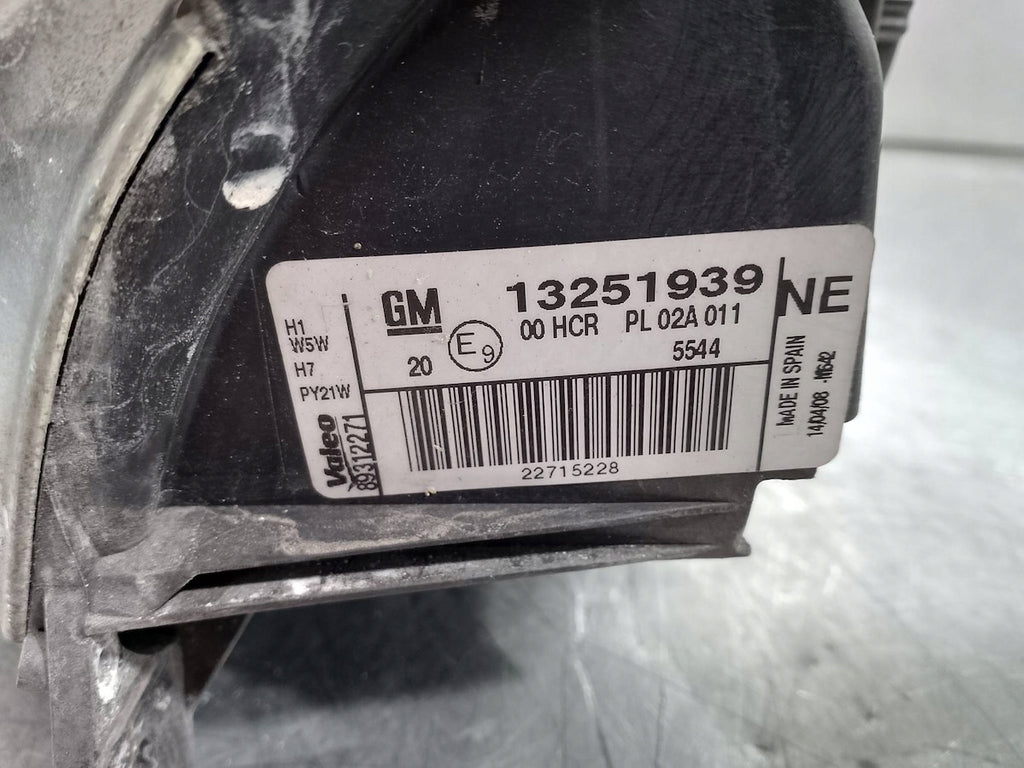 H1
W5W
H7
PY21W
Valeo
89312271
GM
13251939
00 HCR PL 02A 011
20 E9
5544
22715228
NE
MADE IN SPAIN
14/04/08